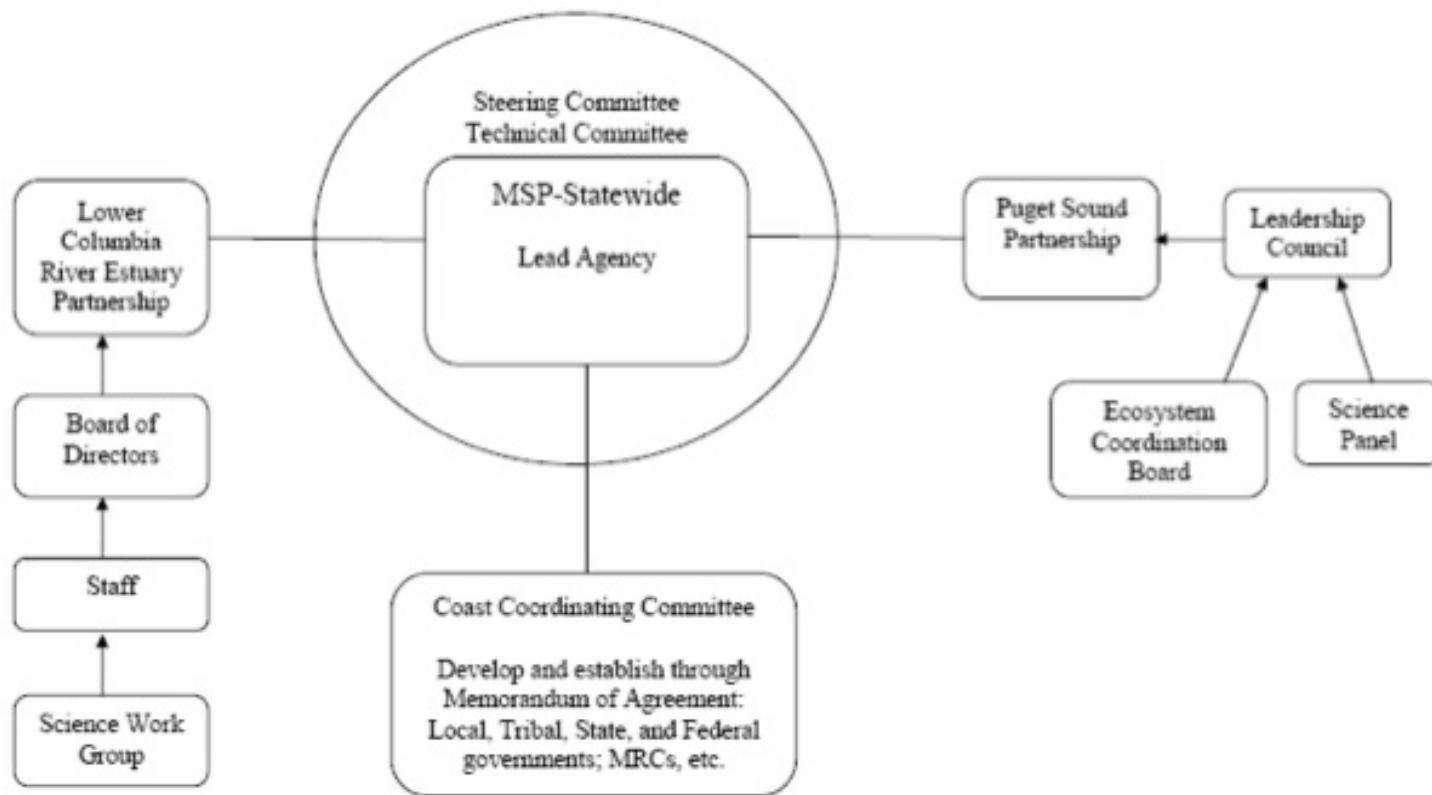 Steering Committee
Technical Committee
MSP-Statewide
Lead Agency
Lower
Columbia
River Estuary
Partnership
Board of
Directors
Staff
Science Work
Group
Puget Sound
Partnership
Leadership
Council
Ecosystem
Coordination
Board
Science
Panel
Coast Coordinating Committee
Develop and establish through
Memorandum of Agreement:
Local, Tribal, State, and Federal
governments; MRCs, etc.